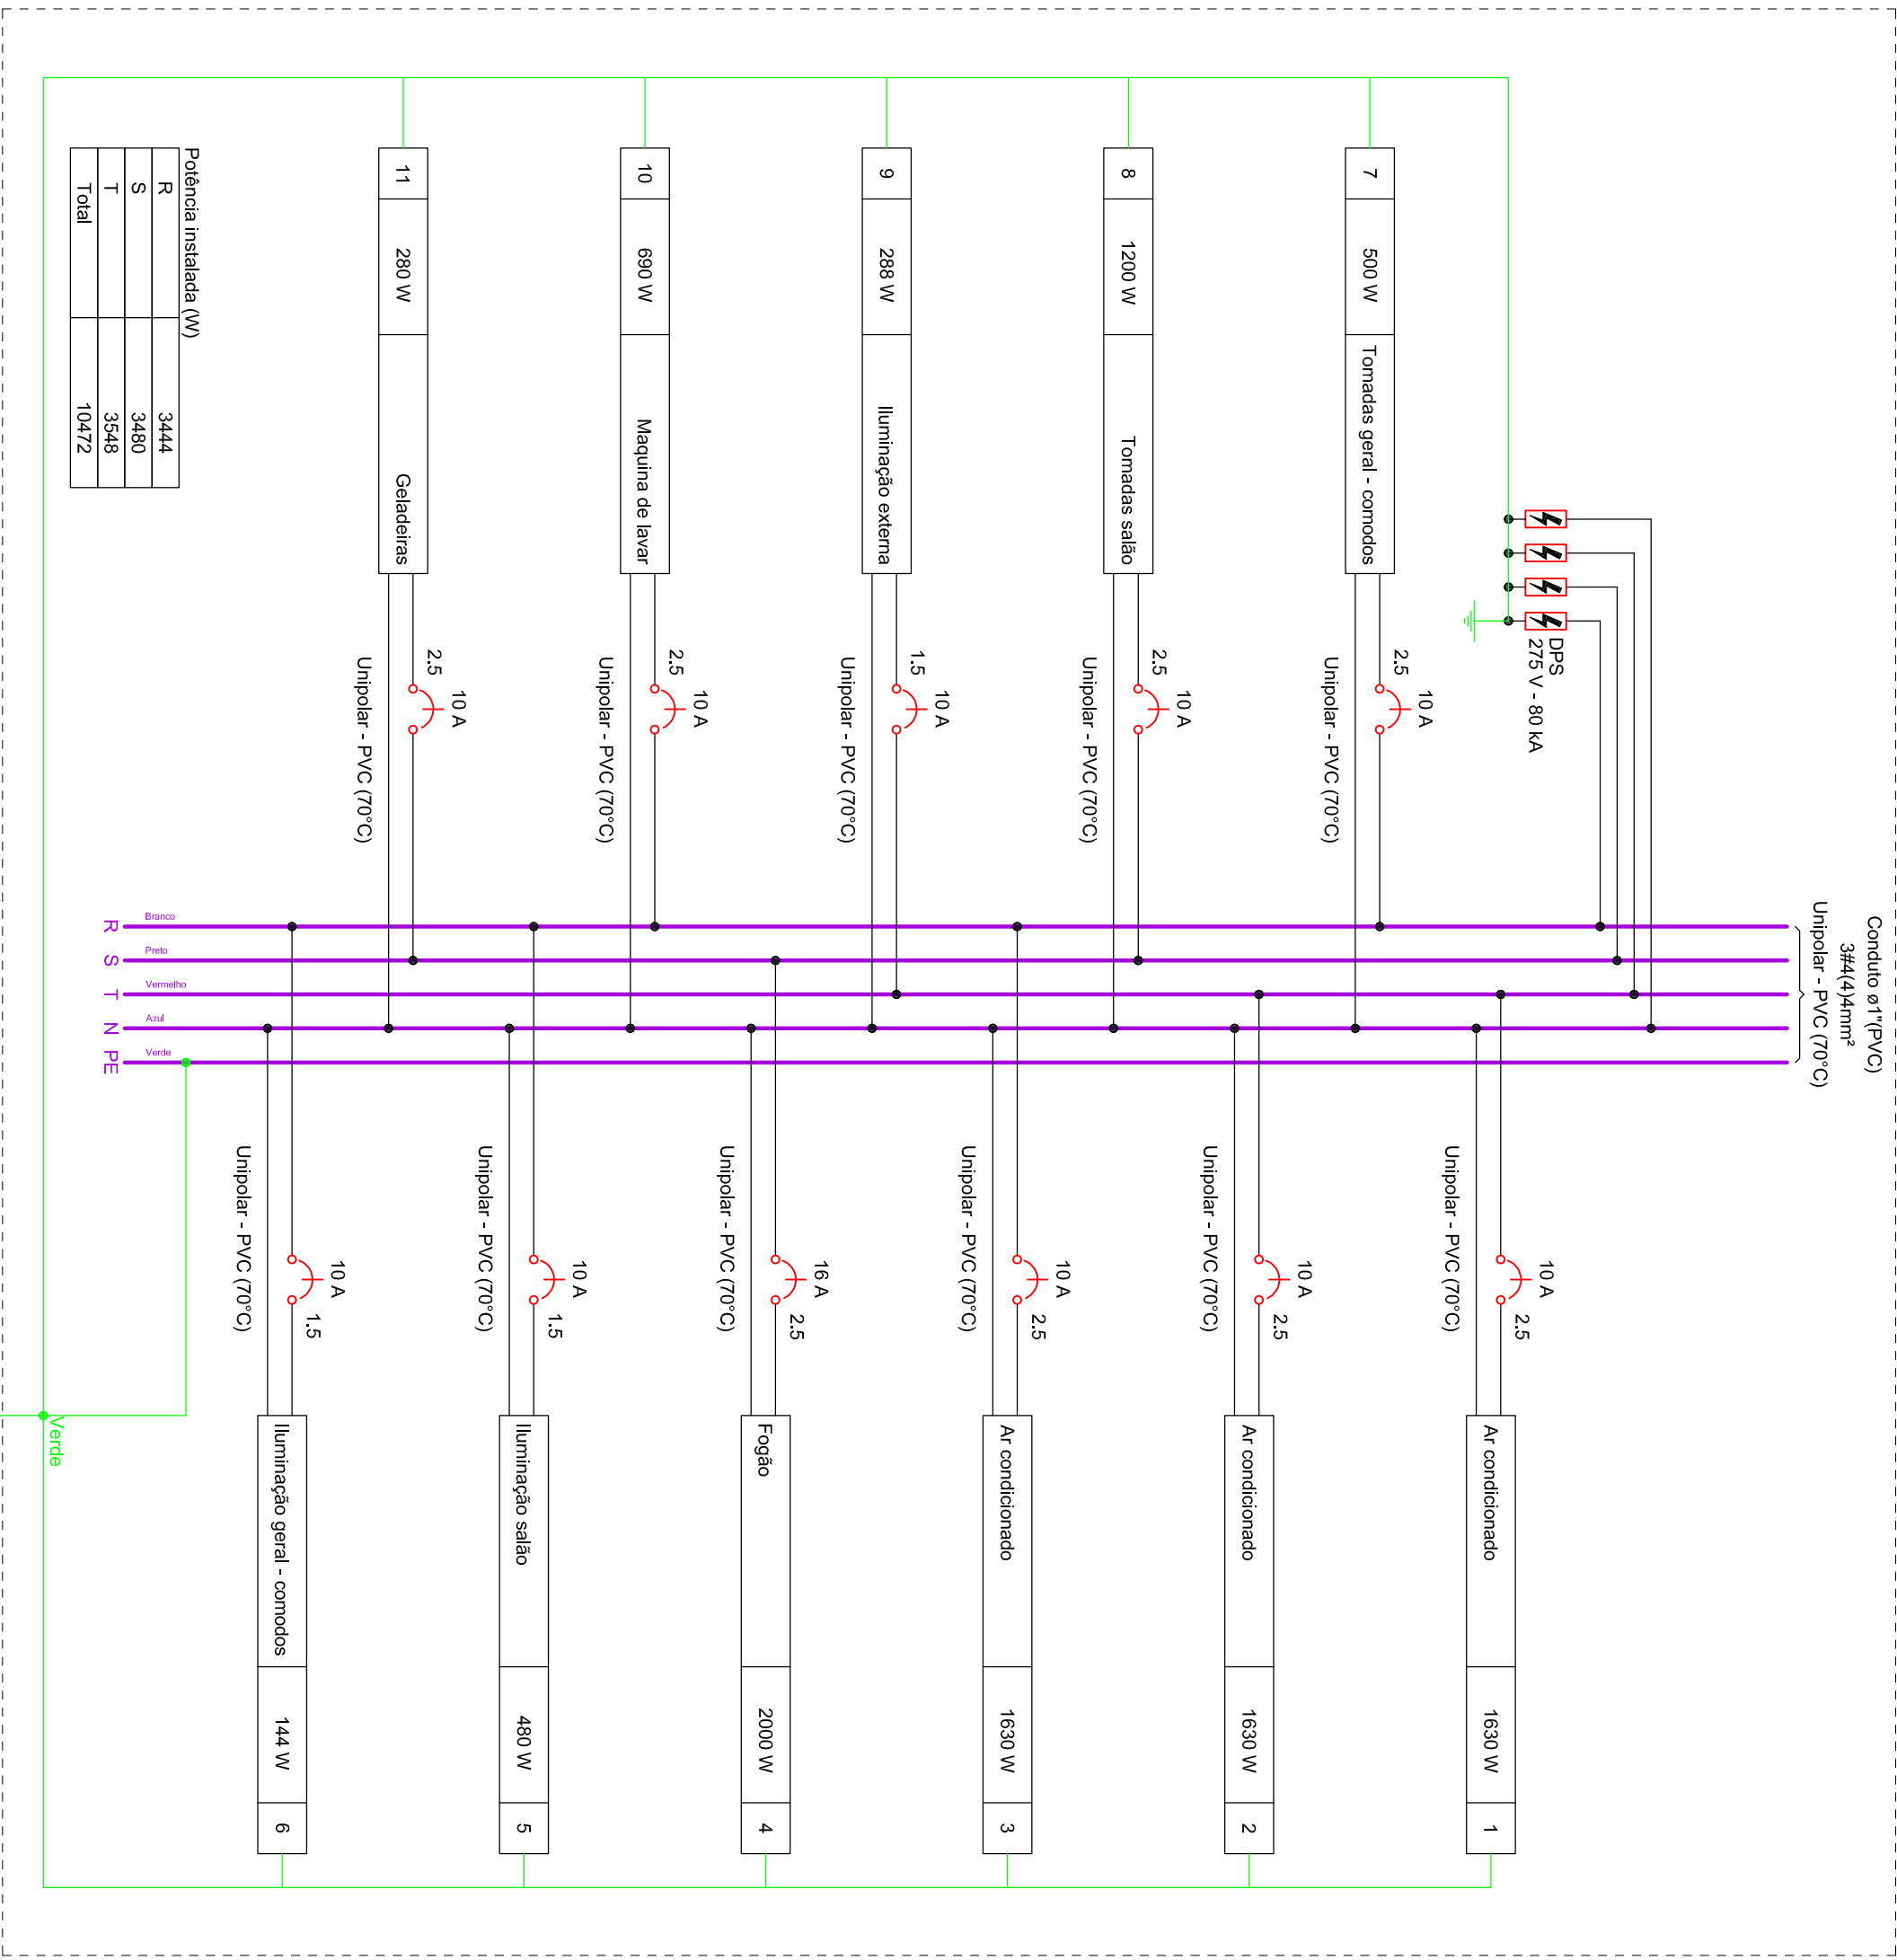 Conduto ø1"(PVC)
3#4(4)4mm²
Unipolar - PVC (70°C)
DPS
275 V - 80 kA
10 A
2.5
Ar condicionado
1630 W
1
Unipolar - PVC (70°C)
7
500 W
Tomadas geral - comodos
10 A
2.5
Unipolar - PVC (70°C)
10 A
2.5
Ar condicionado
1630 W
2
Unipolar - PVC (70°C)
8
1200 W
Tomadas salão
10 A
2.5
Unipolar - PVC (70°C)
10 A
2.5
Ar condicionado
1630 W
3
Unipolar - PVC (70°C)
9
288 W
Iluminação externa
10 A
1.5
Unipolar - PVC (70°C)
16 A
2.5
Fogão
2000 W
4
Unipolar - PVC (70°C)
10
690 W
Maquina de lavar
10 A
2.5
Unipolar - PVC (70°C)
10 A
1.5
Iluminação salão
480 W
5
Unipolar - PVC (70°C)
11
280 W
Geladeiras
10 A
2.5
Unipolar - PVC (70°C)
10 A
1.5
Iluminação geral - comodos
144 W
6
Unipolar - PVC (70°C)
Branco
Preto
Vermelho
Azul
Verde
R S T N PE
Potência instalada (W)
R 3444
S 3480
T 3548
Total 10472
Verde